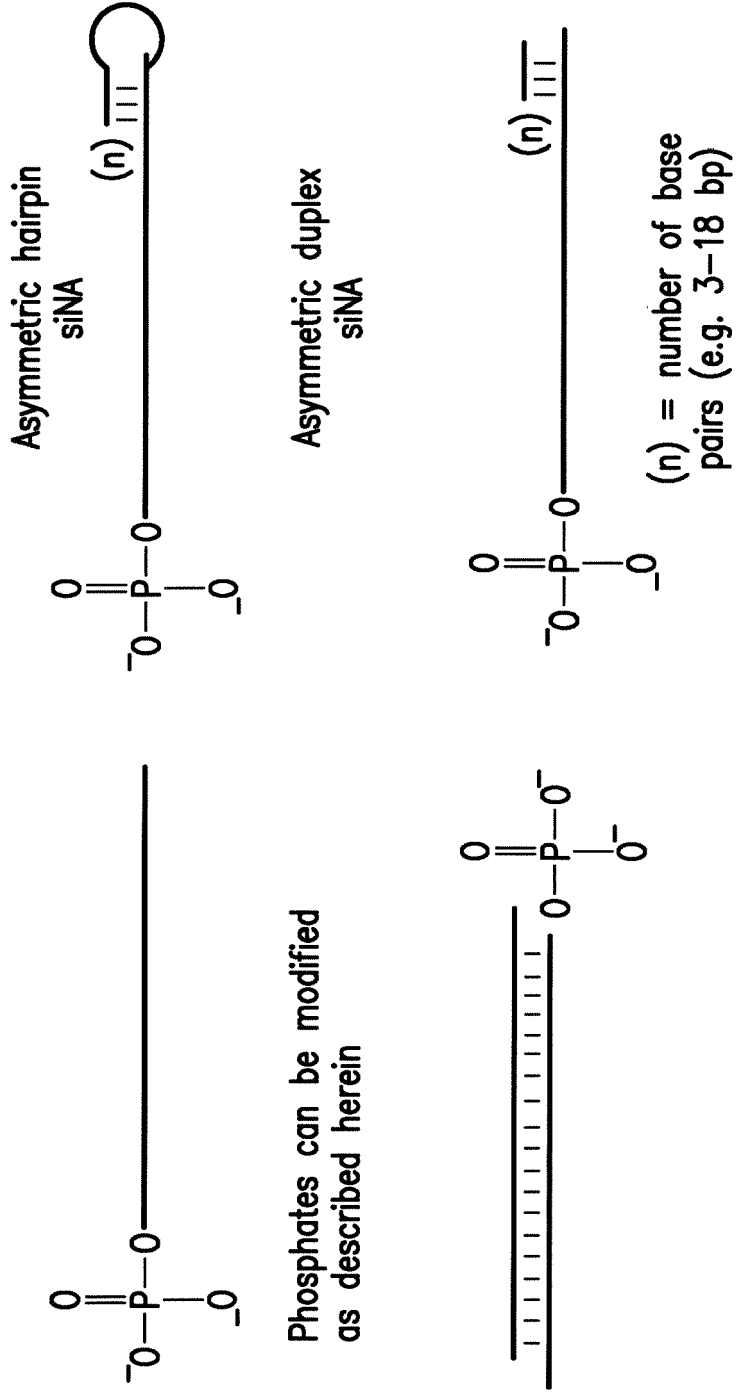 Asymmetric hairpin
siNA
O
O
(n)
⁻O P O
⁻O P O
O⁻
O⁻
Phosphates can be modified
as described herein
Asymmetric duplex
siNA
O
O
(n)
O P O⁻
⁻O P O
O⁻
O⁻
(n) = number of base
pairs (e.g. 3–18 bp)